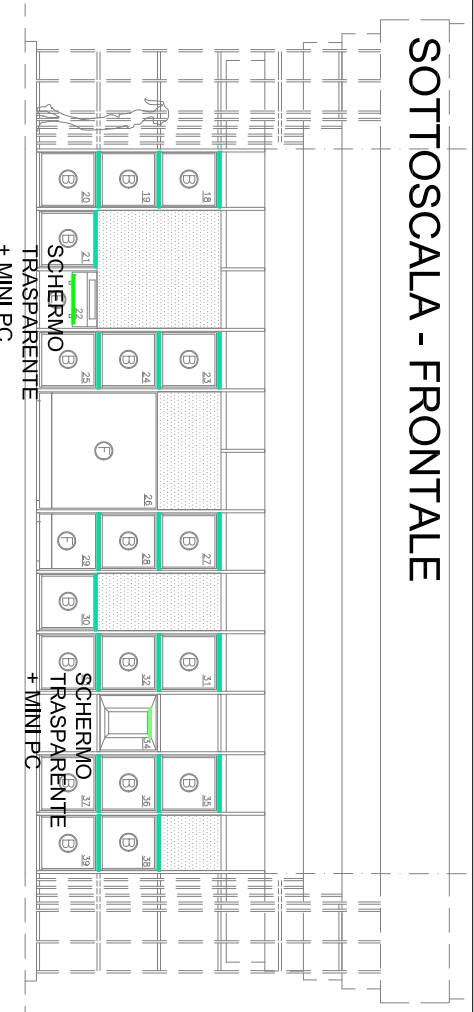 SOTTOSCALA - FRONTALE
18
B
19
B
20
B
21
B
22
SCHERMO
TRASPARENTE
+ MINI PC
23
B
24
B
25
B
26
F
27
B
28
B
29
F
30
B
31
B
32
B
B
34
SCHERMO
TRASPARENTE
+ MINI PC
35
B
36
B
37
B
38
B
39
B